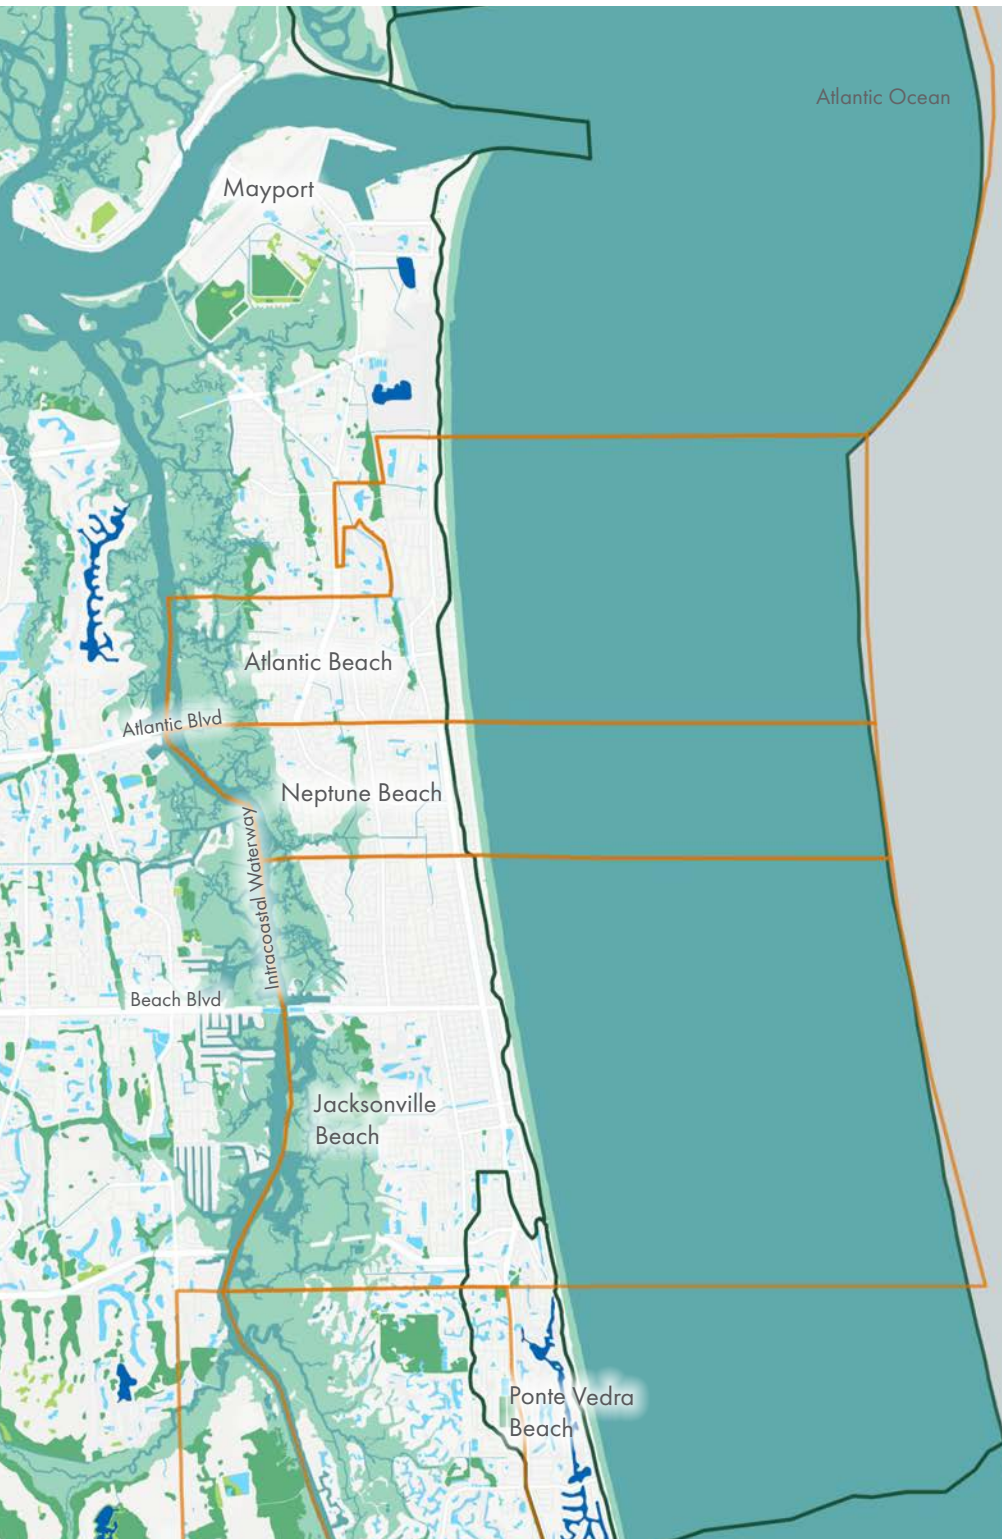 Atlantic Ocean
Mayport
Atlantic Beach
Atlantic Blvd
Neptune Beach
Intracoastal Waterway
Beach Blvd
Jacksonville
Beach
Ponte Vedra
Beach